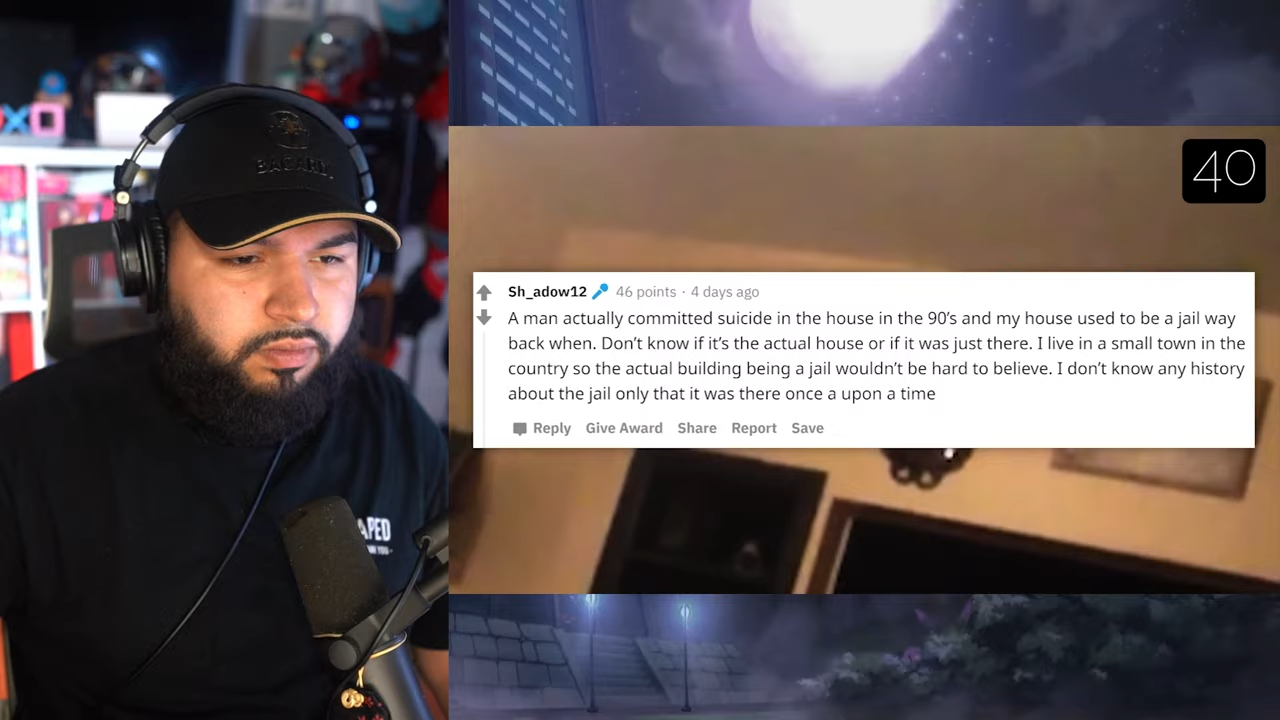 BACARDI
40
Sh_adow12 46 points · 4 days ago
A man actually committed suicide in the house in the 90’s and my house used to be a jail way
back when. Don’t know if it’s the actual house or if it was just there. I live in a small town in the
country so the actual building being a jail wouldn’t be hard to believe. I don’t know any history
about the jail only that it was there once a upon a time
Reply Give Award Share Report Save